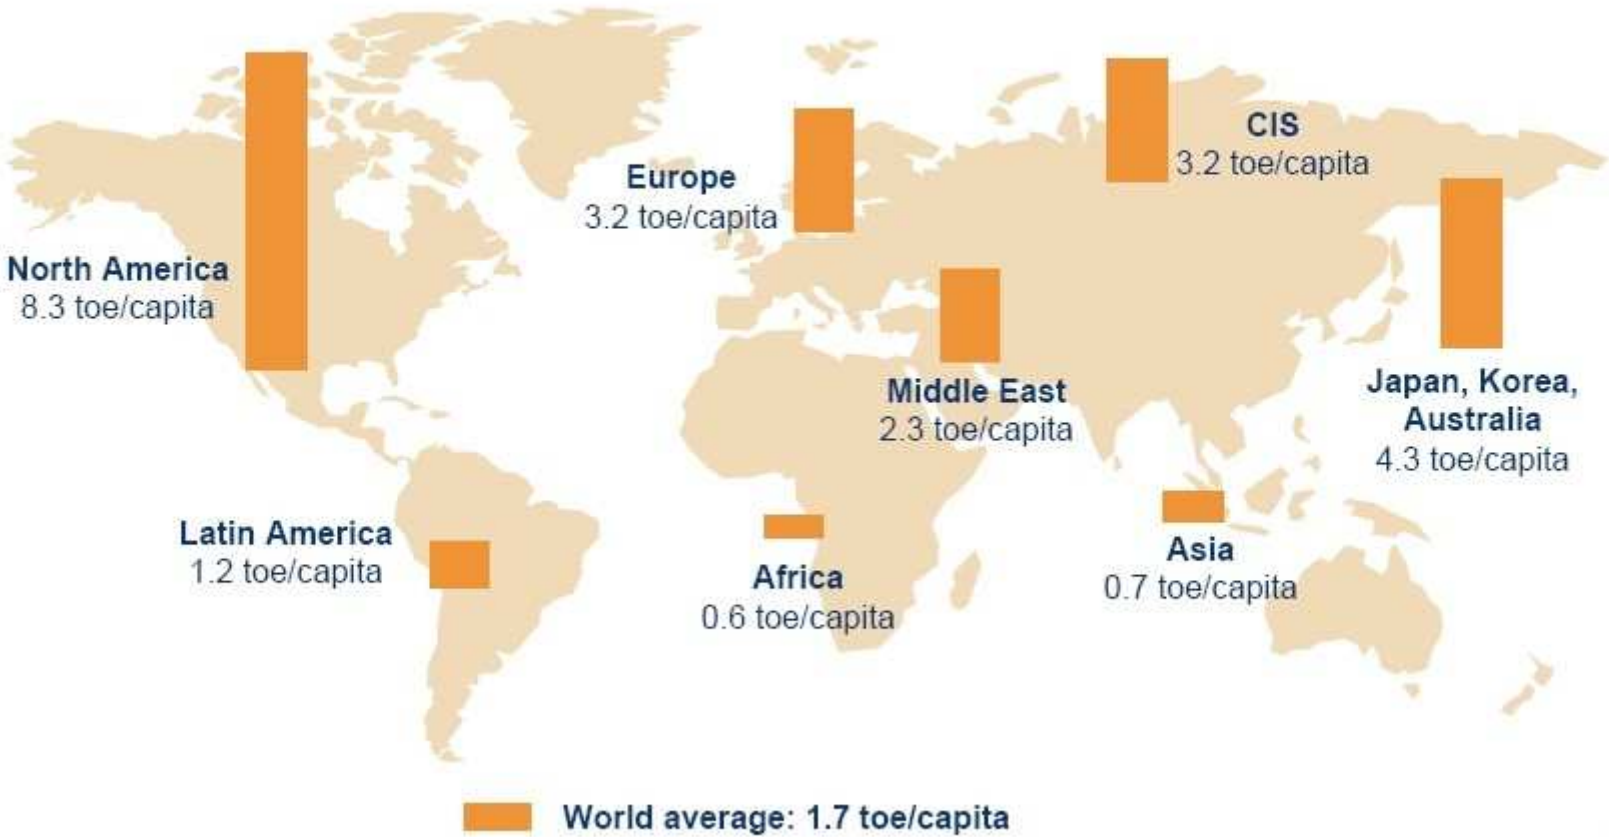 CIS
3.2 toe/capita
Europe
3.2 toe/capita
North America
8.3 toe/capita
Middle East
2.3 toe/capita
Japan, Korea,
Australia
4.3 toe/capita
Latin America
1.2 toe/capita
Africa
0.6 toe/capita
Asia
0.7 toe/capita
World average: 1.7 toe/capita